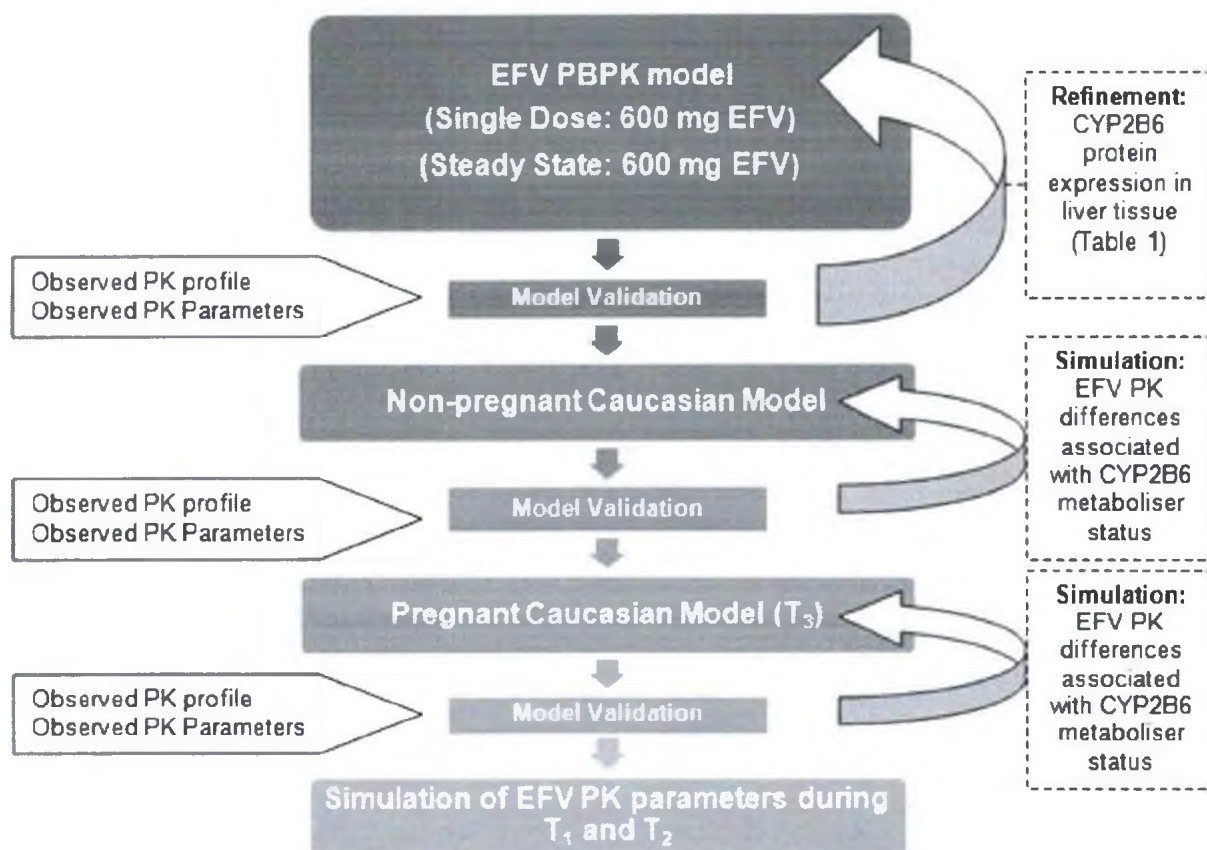 EFV PBPK model
(Single Dose: 600 mg EFV)
(Steady State: 600 mg EFV)
Refinement:
CYP2B6
protein
expression in
liver tissue
(Table 1)
Observed PK profile
Observed PK Parameters
Model Validation
Non-pregnant Caucasian Model
Simulation:
EFV PK
differences
associated
with CYP2B6
metaboliser
status
Observed PK profile
Observed PK Parameters
Model Validation
Pregnant Caucasian Model (T₃)
Simulation:
EFV PK
differences
associated
with CYP2B6
metaboliser
status
Observed PK profile
Observed PK Parameters
Model Validation
Simulation of EFV PK parameters during
T₁ and T₂